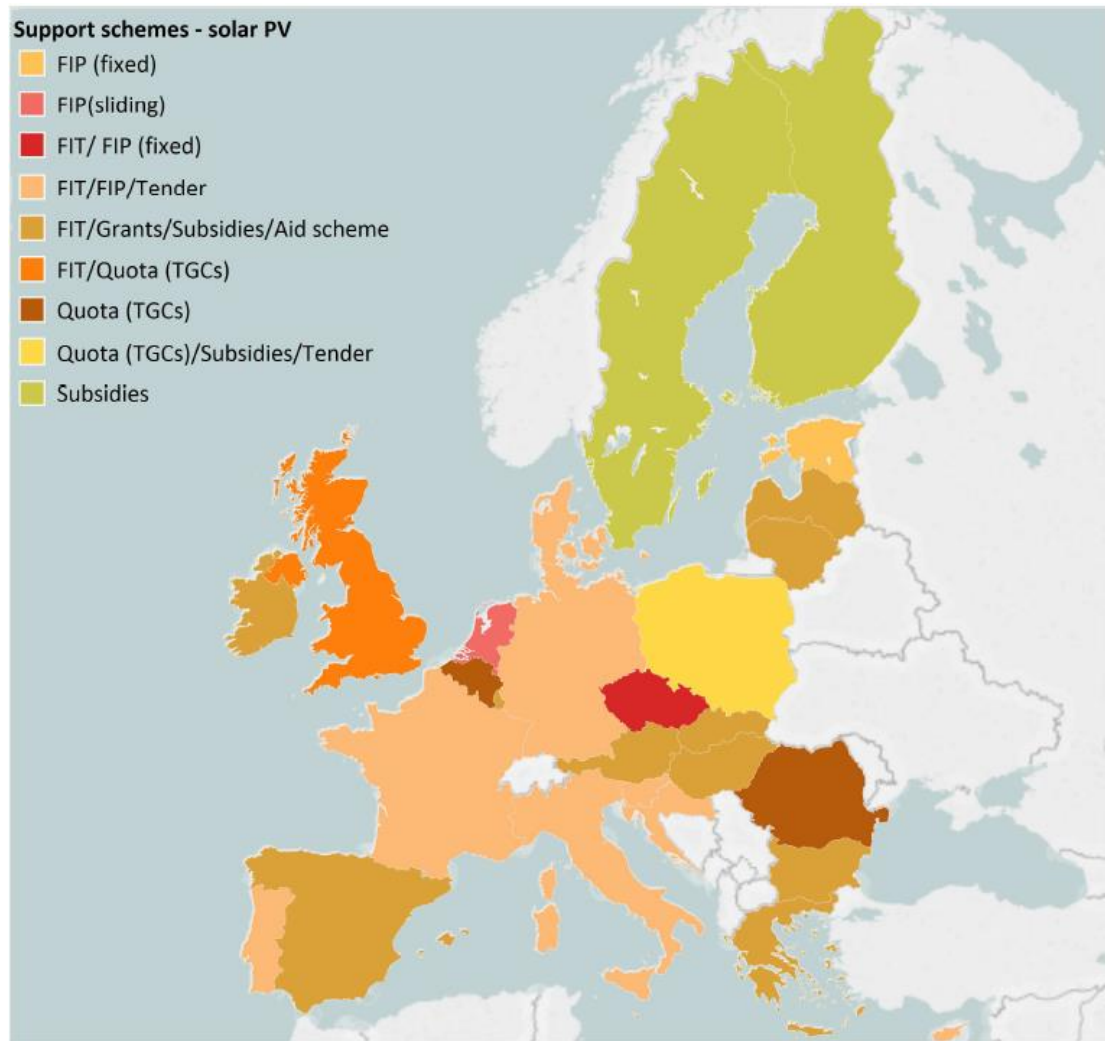 Support schemes - solar PV
FIP (fixed)
FIP(sliding)
FIT/ FIP (fixed)
FIT/FIP/Tender
FIT/Grants/Subsidies/Aid scheme
FIT/Quota (TGCs)
Quota (TGCs)
Quota (TGCs)/Subsidies/Tender
Subsidies